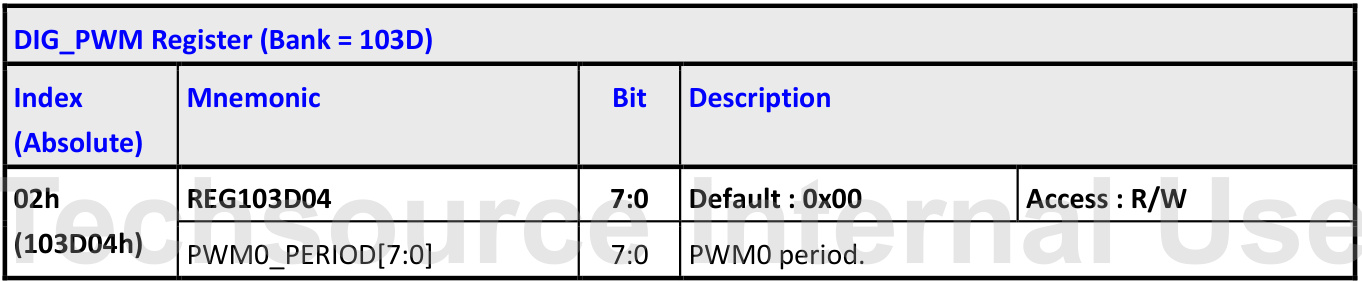 DIG_PWM Register (Bank = 103D)
Index (Absolute) Mnemonic Bit Description
02h (103D04h) REG103D04 7:0 Default : 0x00 Access : R/W
PWM0_PERIOD[7:0] 7:0 PWM0 period.
Techsource Internal Use